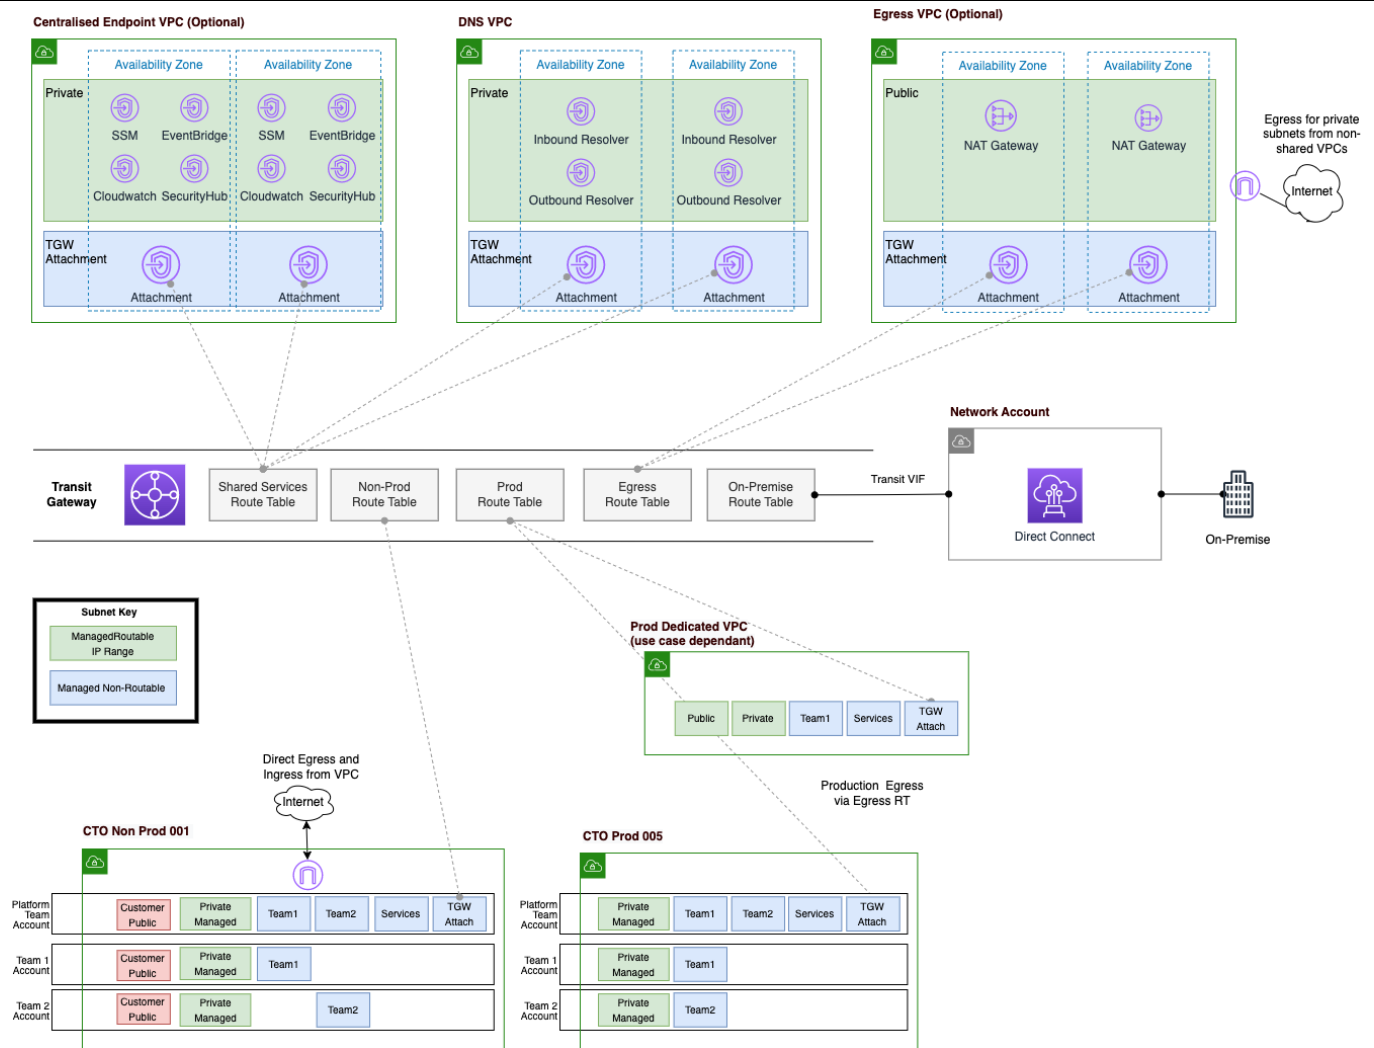 Centralised Endpoint VPC (Optional)
DNS VPC
Egress VPC (Optional)
Availability Zone
Availability Zone
Private
SSM
EventBridge
SSM
EventBridge
Cloudwatch
SecurityHub
Cloudwatch
SecurityHub
TGW
Attachment
Attachment
Attachment
Availability Zone
Availability Zone
Private
Inbound Resolver
Inbound Resolver
Outbound Resolver
Outbound Resolver
TGW
Attachment
Attachment
Attachment
Availability Zone
Availability Zone
Public
NAT Gateway
NAT Gateway
TGW
Attachment
Attachment
Attachment
Egress for private
subnets from non-
shared VPCs
Internet
Transit
Gateway
Shared Services
Route Table
Non-Prod
Route Table
Prod
Route Table
Egress
Route Table
On-Premise
Route Table
Transit VIF
Network Account
Direct Connect
On-Premise
Subnet Key
ManagedRoutable
IP Range
Managed Non-Routable
Prod Dedicated VPC
(use case dependant)
Public
Private
Team1
Services
TGW
Attach
Production Egress
via Egress RT
Direct Egress and
Ingress from VPC
Internet
CTO Non Prod 001
Platform
Team
Account
Customer
Public
Private
Managed
Team1
Team2
Services
TGW
Attach
Team 1
Account
Customer
Public
Private
Managed
Team1
Team 2
Account
Customer
Public
Private
Managed
Team2
CTO Prod 005
Platform
Team
Account
Private
Managed
Team1
Team2
Services
TGW
Attach
Team 1
Account
Private
Managed
Team1
Team 2
Account
Private
Managed
Team2